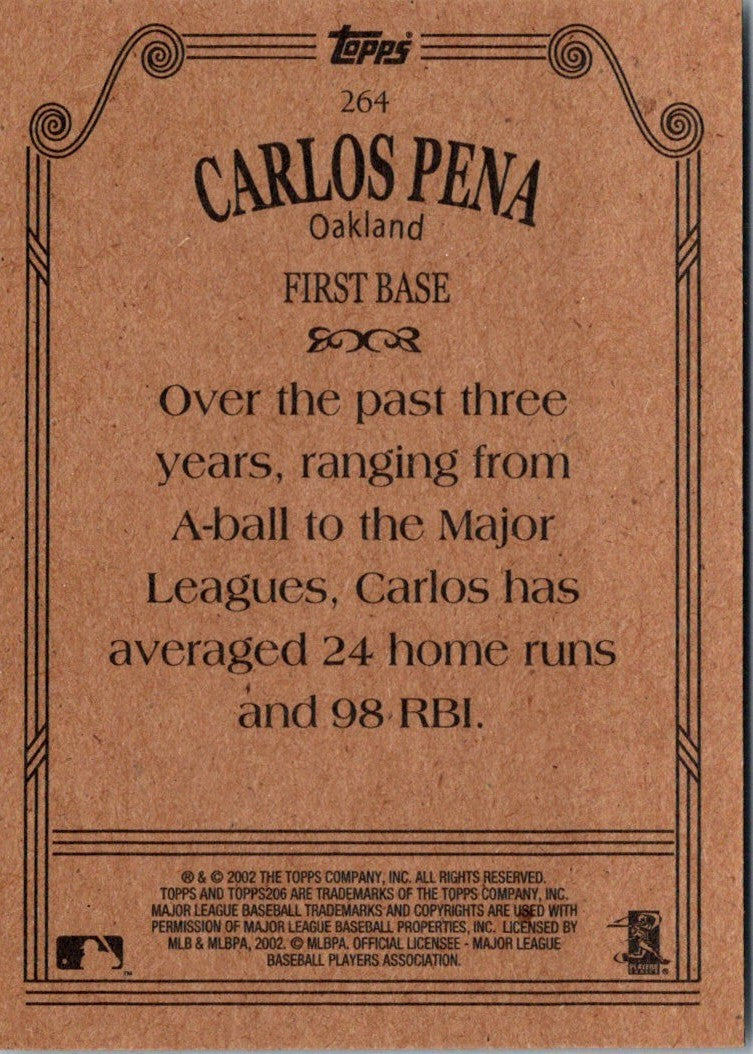 Topps®
264
CARLOS PENA
Oakland
FIRST BASE
Over the past three
years, ranging from
A-ball to the Major
Leagues, Carlos has
averaged 24 home runs
and 98 RBI.
® & © 2002 THE TOPPS COMPANY, INC. ALL RIGHTS RESERVED.
TOPPS AND TOPPS206 ARE TRADEMARKS OF THE TOPPS COMPANY, INC.
MAJOR LEAGUE BASEBALL TRADEMARKS AND COPYRIGHTS ARE USED WITH
PERMISSION OF MAJOR LEAGUE BASEBALL PROPERTIES, INC. LICENSED BY
MLB & MLBPA, 2002. © MLBPA. OFFICIAL LICENSEE - MAJOR LEAGUE
BASEBALL PLAYERS ASSOCIATION.
TM
PLAYERS
®